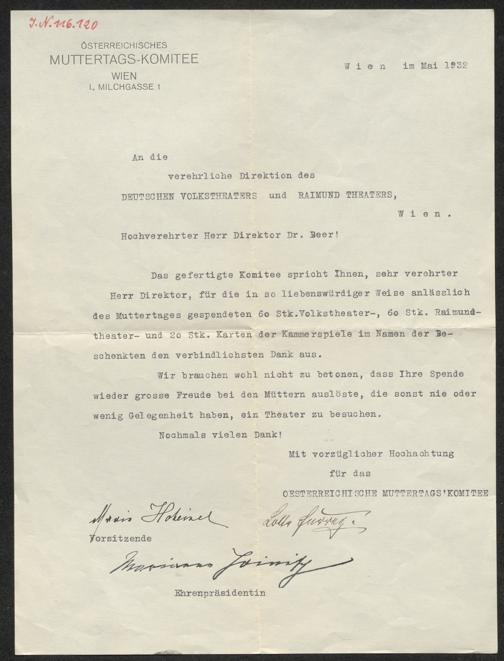 J.N. 116.120
ÖSTERREICHISCHES
MUTTERTAGS-KOMITEE
WIEN
I., MILCHGASSE 1
Wien im Mai 1932
An die
verehrliche Direktion des
DEUTSCHEN VOLKSTHEATERS und RAIMUND THEATERS,
Wien.
Hochverehrter Herr Direktor Dr. Beer!
Das gefertigte Komitee spricht Ihnen, sehr verehrter
Herr Direktor, für die in so liebenswürdiger Weise anlässlich
des Muttertages gespendeten 60 Stk.Volkstheater-, 60 Stk. Raimund-
theater- und 20 Stk. Karten der Kammerspiele im Namen der Be-
schenkten den verbindlichsten Dank aus.
Wir brauchen wohl nicht zu betonen, dass Ihre Spende
wieder grosse Freude bei den Müttern auslöste, die sonst nie oder
wenig Gelegenheit haben, ein Theater zu besuchen.
Nochmals vielen Dank!
Mit vorzüglicher Hochachtung
für das
OESTERREICHISCHE MUTTERTAGS'KOMITEE
Lotte
Vorsitzende
Marianne
Ehrenpräsidentin